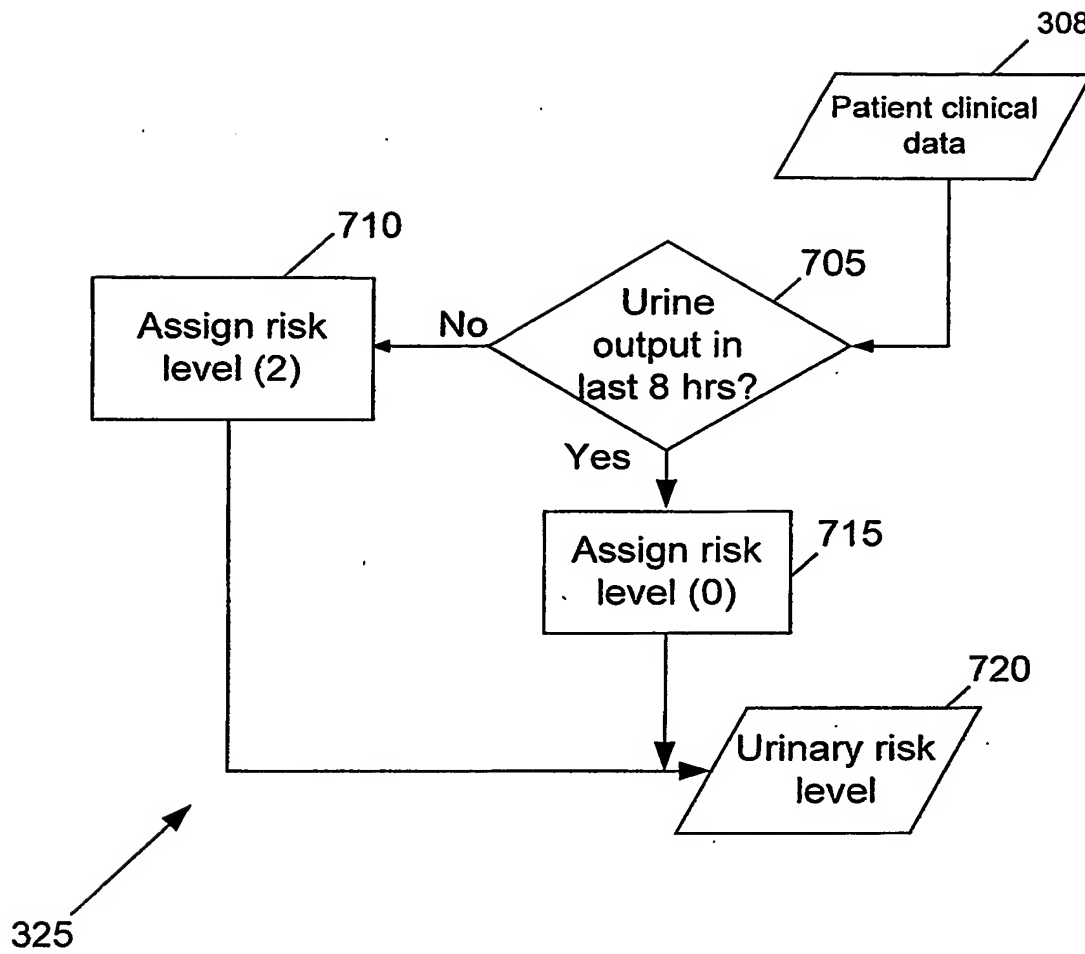 308
Patient clinical
data
710
705
Assign risk
level (2)
No
Urine
output in
last 8 hrs?
Yes
715
Assign risk
level (0)
720
Urinary risk
level
325